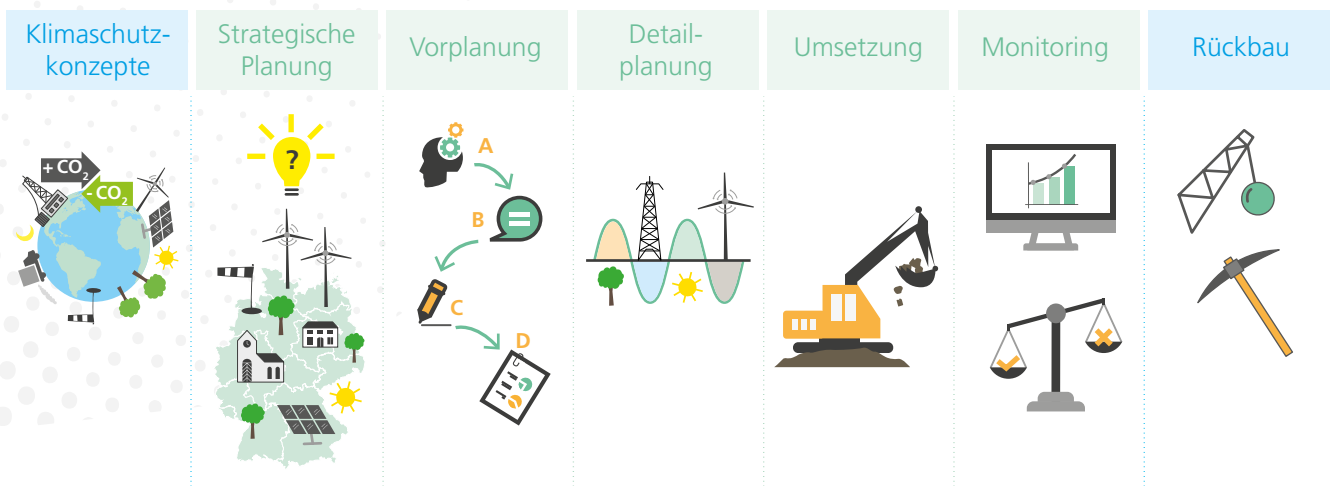 Klimaschutz-
konzepte
Strategische
Planung
Vorplanung
Detail-
planung
Umsetzung
Monitoring
Rückbau
+ CO₂
- CO₂
?
A
B
C
D